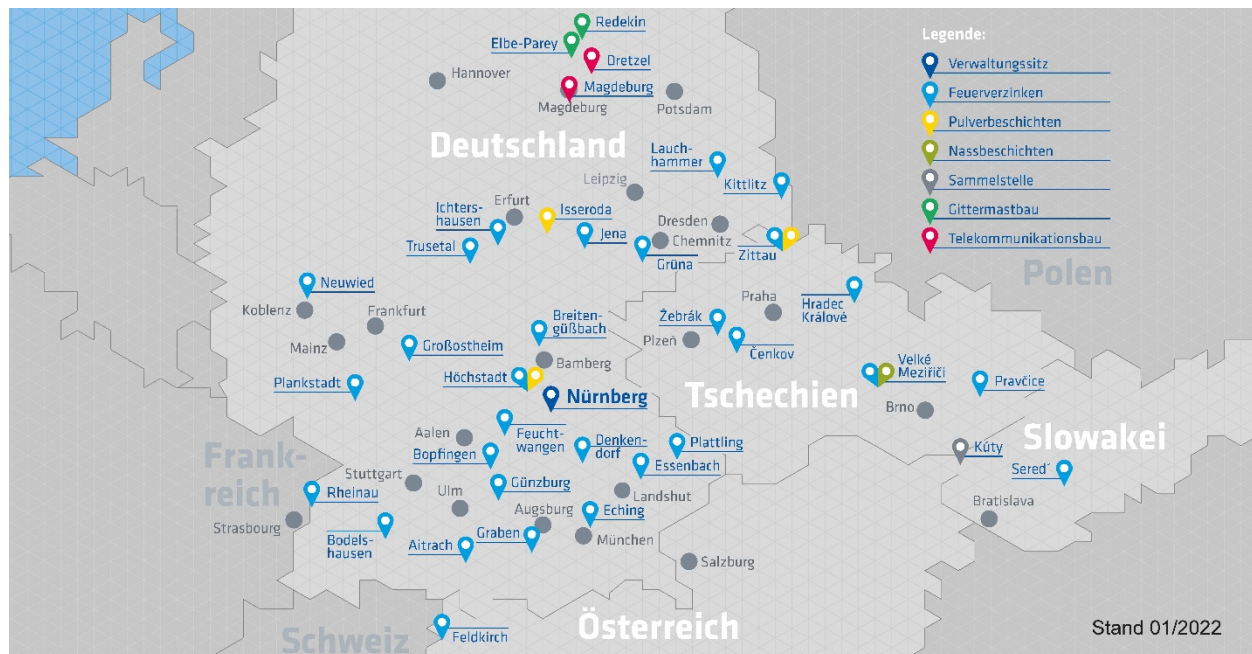 Redekin
Elbe-Parey
Dretzel
Hannover
Magdeburg
Magdeburg
Potsdam
Deutschland
Lauch-
hammer
Kittlitz
Leipzig
Ichters-
hausen
Erfurt
Isseroda
Dresden
Jena
Chemnitz
Trusetal
Grüna
Zittau
Neuwied
Koblenz
Frankfurt
Mainz
Großostheim
Breiten-
güßbach
Bamberg
Plankstadt
Höchstadt
Nürnberg
Praha
Hradec
Králové
Žebrák
Plzeň
Čenkov
Tschechien
Velké
Meziříčí
Pravčice
Brno
Slowakei
Kúty
Sereď
Bratislava
Frank-
reich
Aalen
Feucht-
wangen
Bopfingen
Denken-
dorf
Plattling
Essenbach
Stuttgart
Günzburg
Landshut
Rheinau
Ulm
Augsburg
Eching
Strasbourg
Bodels-
hausen
Aitrach
Graben
München
Salzburg
Schweiz
Feldkirch
Österreich
Legende:
Verwaltungssitz
Feuerverzinken
Pulverbeschichten
Nassbeschichten
Sammelstelle
Gittermastbau
Telekommunikationsbau
Polen
Stand 01/2022